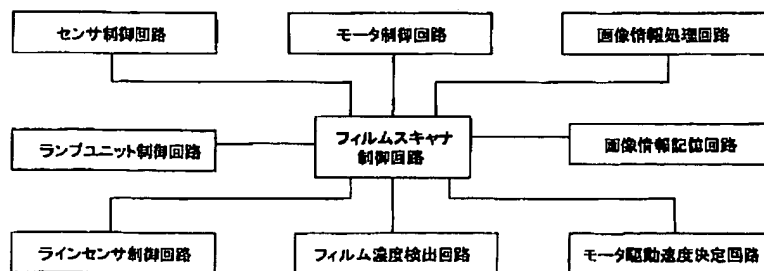 センサ制御回路
モータ制御回路
画像情報処理回路
ランプユニット制御回路
フィルムスキャナ
制御回路
画像情報記憶回路
ラインセンサ制御回路
フィルム濃度検出回路
モータ駆動速度決定回路